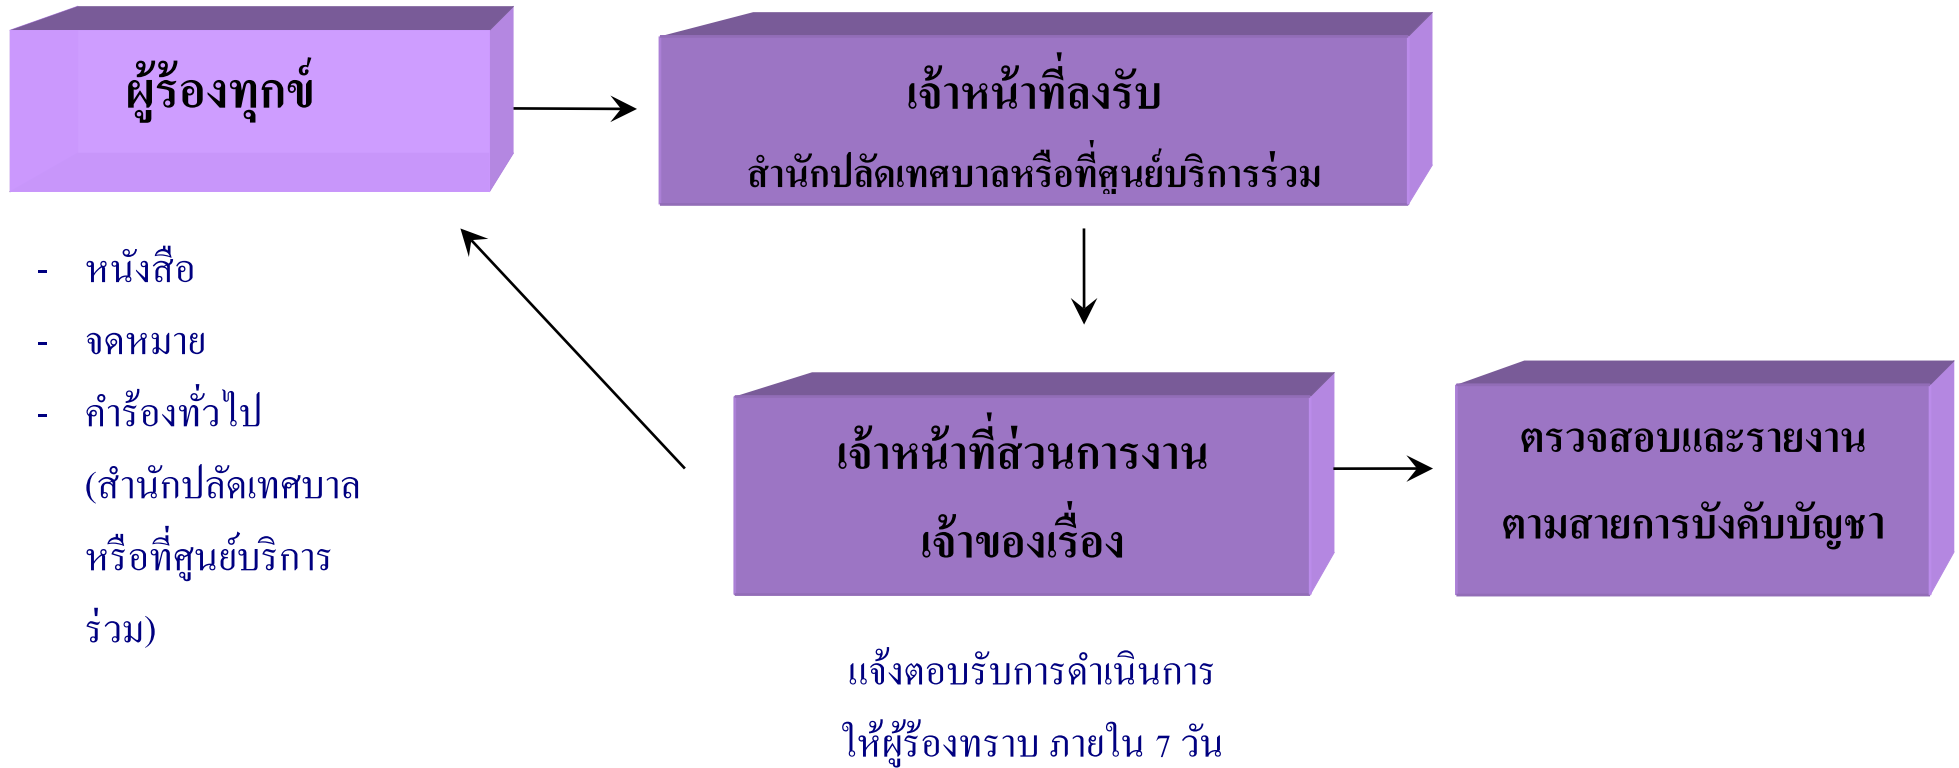 ผู้ร้องทุกข์
เจ้าหน้าที่ลงรับ
สำนักปลัดเทศบาลหรือที่ศูนย์บริการร่วม
- หนังสือ
- จดหมาย
- คำร้องทั่วไป
(สำนักปลัดเทศบาล
หรือที่ศูนย์บริการ
ร่วม)
เจ้าหน้าที่ส่วนการงาน
เจ้าของเรื่อง
ตรวจสอบและรายงาน
ตามสายการบังคับบัญชา
แจ้งตอบรับการดำเนินการ
ให้ผู้ร้องทราบ ภายใน 7 วัน